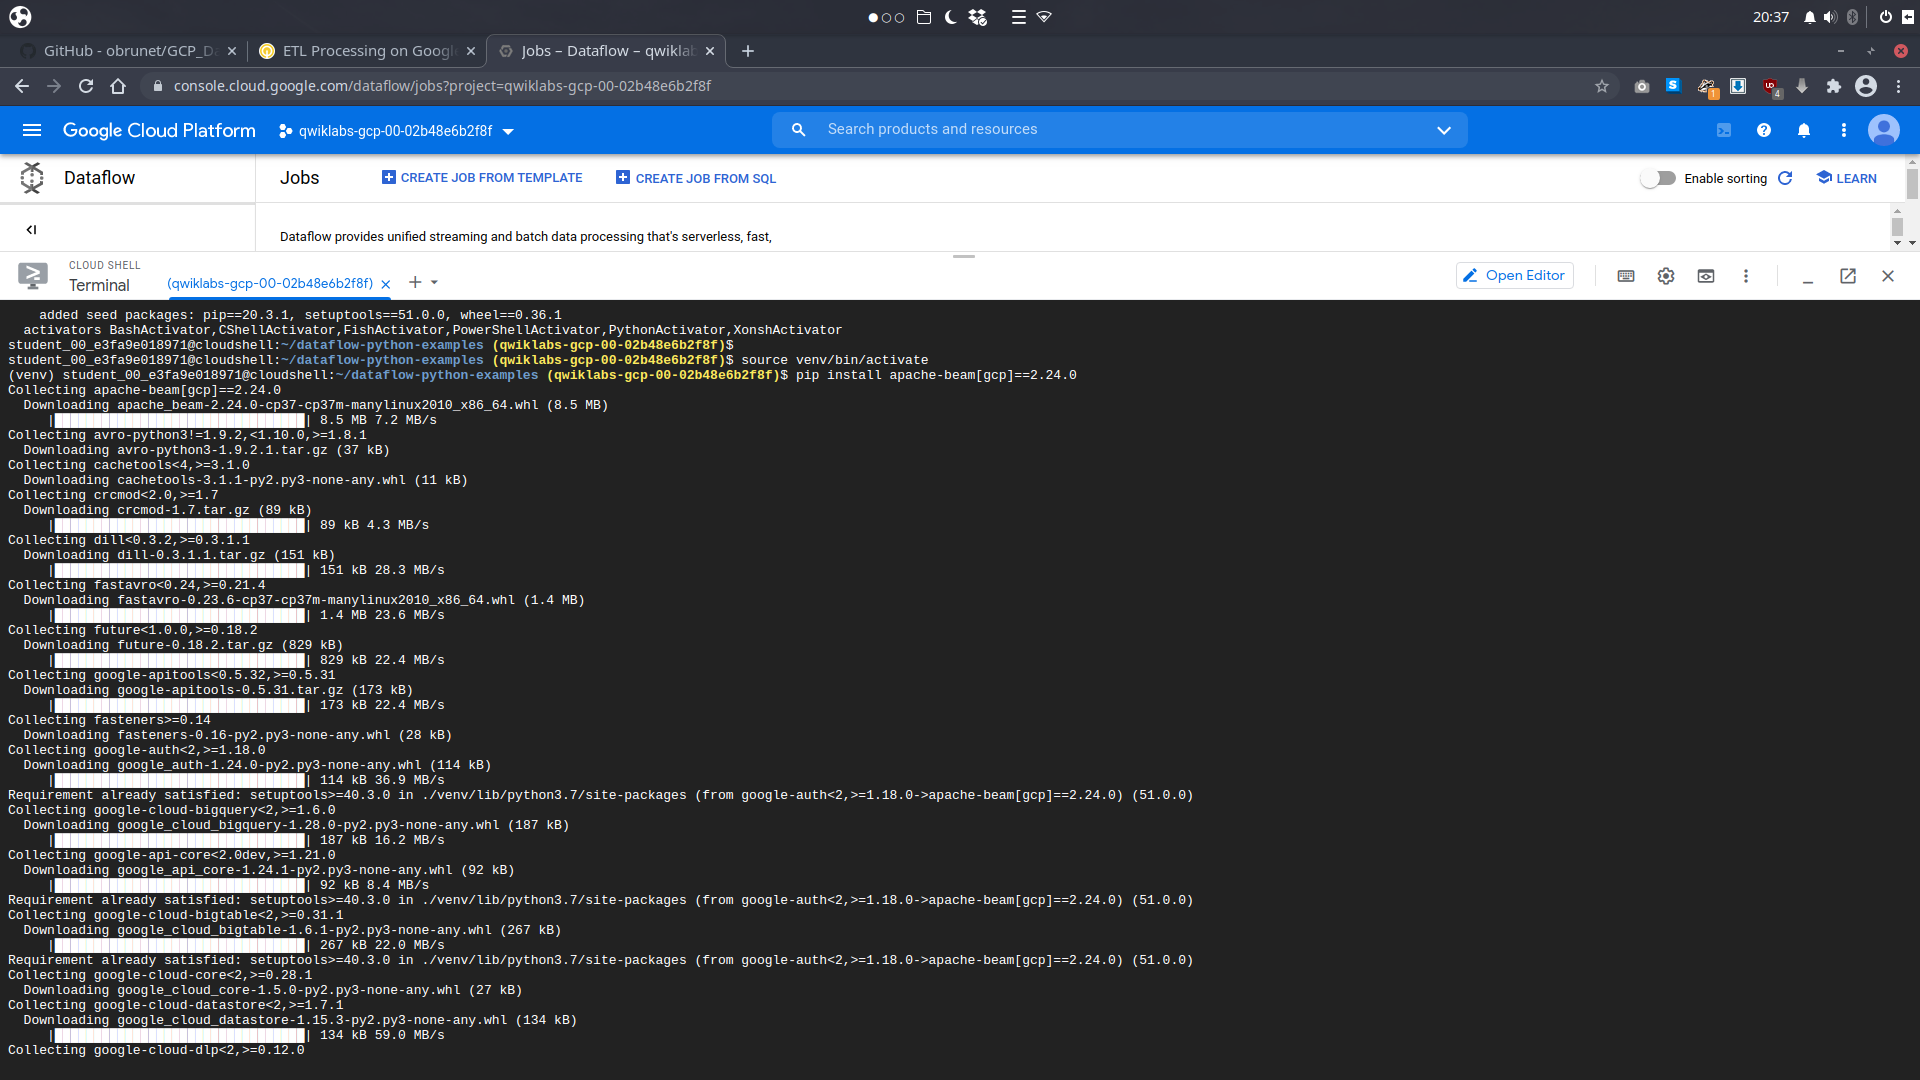 20:37
GitHub - obrunet/GCP_Da
ETL Processing on Google
Jobs – Dataflow – qwiklab
console.cloud.google.com/dataflow/jobs?project=qwiklabs-gcp-00-02b48e6b2f8f
1
4
Google Cloud Platform
qwiklabs-gcp-00-02b48e6b2f8f
Search products and resources
Dataflow
Jobs
CREATE JOB FROM TEMPLATE
CREATE JOB FROM SQL
Enable sorting
LEARN
Dataflow provides unified streaming and batch data processing that's serverless, fast,
CLOUD SHELL
Terminal
(qwiklabs-gcp-00-02b48e6b2f8f)
Open Editor
added seed packages: pip==20.3.1, setuptools==51.0.0, wheel==0.36.1
activators BashActivator,CShellActivator,FishActivator,PowerShellActivator,PythonActivator,XonshActivator
student_00_e3fa9e018971@cloudshell:~/dataflow-python-examples (qwiklabs-gcp-00-02b48e6b2f8f)$
student_00_e3fa9e018971@cloudshell:~/dataflow-python-examples (qwiklabs-gcp-00-02b48e6b2f8f)$ source venv/bin/activate
(venv) student_00_e3fa9e018971@cloudshell:~/dataflow-python-examples (qwiklabs-gcp-00-02b48e6b2f8f)$ pip install apache-beam[gcp]==2.24.0
Collecting apache-beam[gcp]==2.24.0
Downloading apache_beam-2.24.0-cp37-cp37m-manylinux2010_x86_64.whl (8.5 MB)
|████████████████████████████████| 8.5 MB 7.2 MB/s
Collecting avro-python3!=1.9.2,<1.10.0,>=1.8.1
Downloading avro-python3-1.9.2.1.tar.gz (37 kB)
Collecting cachetools<4,>=3.1.0
Downloading cachetools-3.1.1-py2.py3-none-any.whl (11 kB)
Collecting crcmod<2.0,>=1.7
Downloading crcmod-1.7.tar.gz (89 kB)
|████████████████████████████████| 89 kB 4.3 MB/s
Collecting dill<0.3.2,>=0.3.1.1
Downloading dill-0.3.1.1.tar.gz (151 kB)
|████████████████████████████████| 151 kB 28.3 MB/s
Collecting fastavro<0.24,>=0.21.4
Downloading fastavro-0.23.6-cp37-cp37m-manylinux2010_x86_64.whl (1.4 MB)
|████████████████████████████████| 1.4 MB 23.6 MB/s
Collecting future<1.0.0,>=0.18.2
Downloading future-0.18.2.tar.gz (829 kB)
|████████████████████████████████| 829 kB 22.4 MB/s
Collecting google-apitools<0.5.32,>=0.5.31
Downloading google-apitools-0.5.31.tar.gz (173 kB)
|████████████████████████████████| 173 kB 22.4 MB/s
Collecting fasteners>=0.14
Downloading fasteners-0.16-py2.py3-none-any.whl (28 kB)
Collecting google-auth<2,>=1.18.0
Downloading google_auth-1.24.0-py2.py3-none-any.whl (114 kB)
|████████████████████████████████| 114 kB 36.9 MB/s
Requirement already satisfied: setuptools>=40.3.0 in ./venv/lib/python3.7/site-packages (from google-auth<2,>=1.18.0->apache-beam[gcp]==2.24.0) (51.0.0)
Collecting google-cloud-bigquery<2,>=1.6.0
Downloading google_cloud_bigquery-1.28.0-py2.py3-none-any.whl (187 kB)
|████████████████████████████████| 187 kB 16.2 MB/s
Collecting google-api-core<2.0dev,>=1.21.0
Downloading google_api_core-1.24.1-py2.py3-none-any.whl (92 kB)
|████████████████████████████████| 92 kB 8.4 MB/s
Requirement already satisfied: setuptools>=40.3.0 in ./venv/lib/python3.7/site-packages (from google-auth<2,>=1.18.0->apache-beam[gcp]==2.24.0) (51.0.0)
Collecting google-cloud-bigtable<2,>=0.31.1
Downloading google_cloud_bigtable-1.6.1-py2.py3-none-any.whl (267 kB)
|████████████████████████████████| 267 kB 22.0 MB/s
Requirement already satisfied: setuptools>=40.3.0 in ./venv/lib/python3.7/site-packages (from google-auth<2,>=1.18.0->apache-beam[gcp]==2.24.0) (51.0.0)
Collecting google-cloud-core<2,>=0.28.1
Downloading google_cloud_core-1.5.0-py2.py3-none-any.whl (27 kB)
Collecting google-cloud-datastore<2,>=1.7.1
Downloading google_cloud_datastore-1.15.3-py2.py3-none-any.whl (134 kB)
|████████████████████████████████| 134 kB 59.0 MB/s
Collecting google-cloud-dlp<2,>=0.12.0